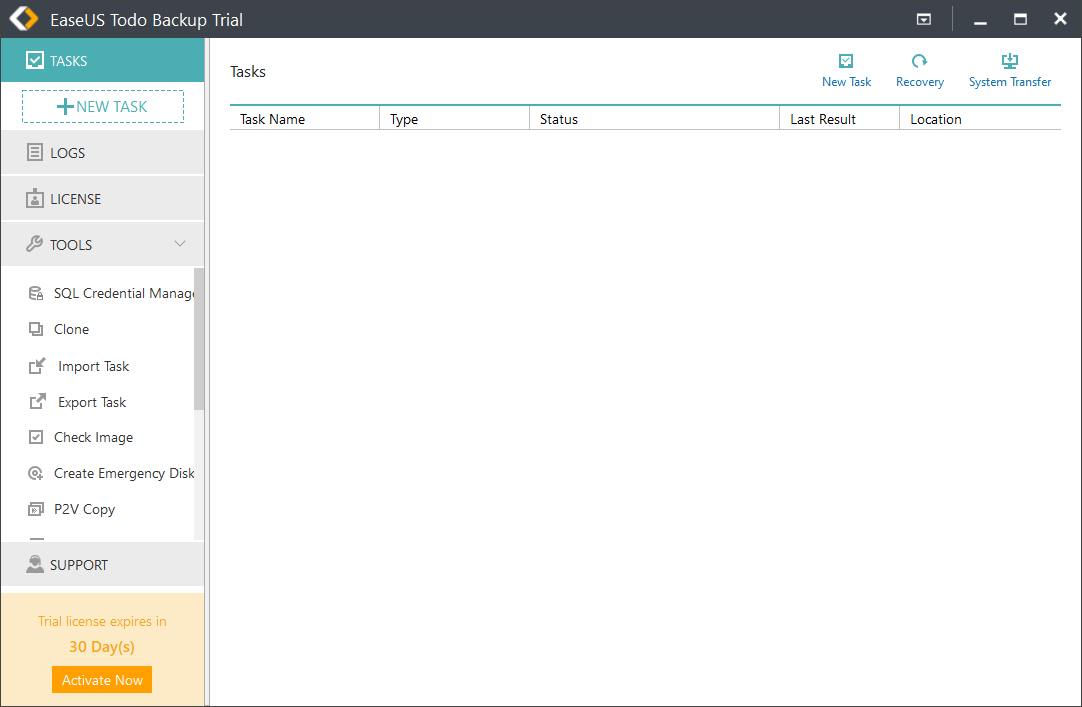 EaseUS Todo Backup Trial
TASKS
NEW TASK
LOGS
LICENSE
TOOLS
SQL Credential Manage
Clone
Import Task
Export Task
Check Image
Create Emergency Disk
P2V Copy
SUPPORT
Trial license expires in
30 Day(s)
Activate Now
Tasks
New Task
Recovery
System Transfer
Task Name Type Status Last Result Location